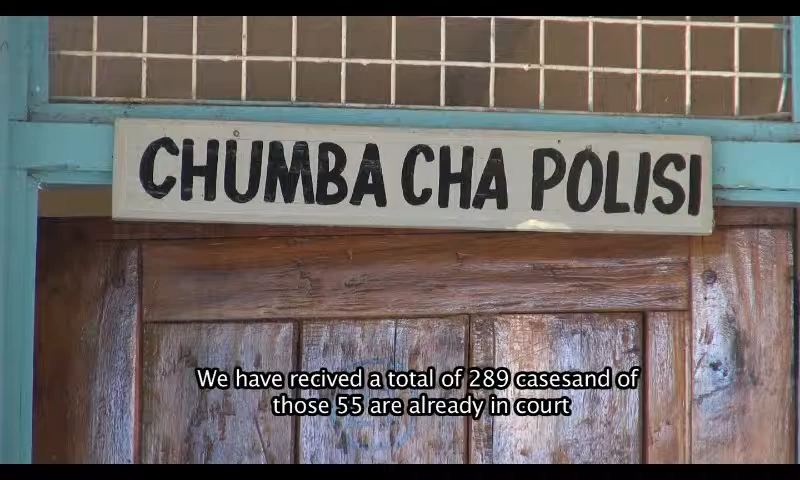 CHUMBA CHA POLISI
We have recived a total of 289 casesand of
those 55 are already in court